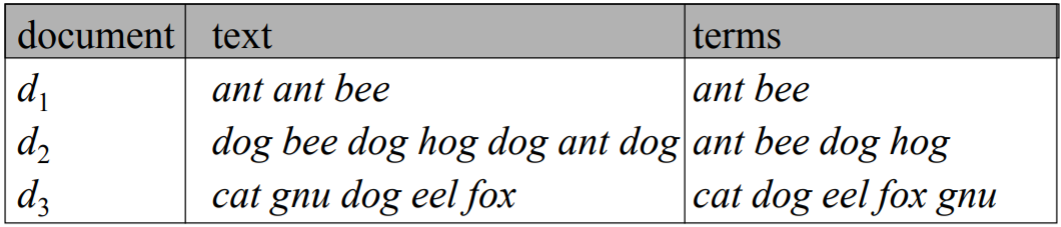 document text terms
d1 ant ant bee ant bee
d2 dog bee dog hog dog ant dog ant bee dog hog
d3 cat gnu dog eel fox cat dog eel fox gnu